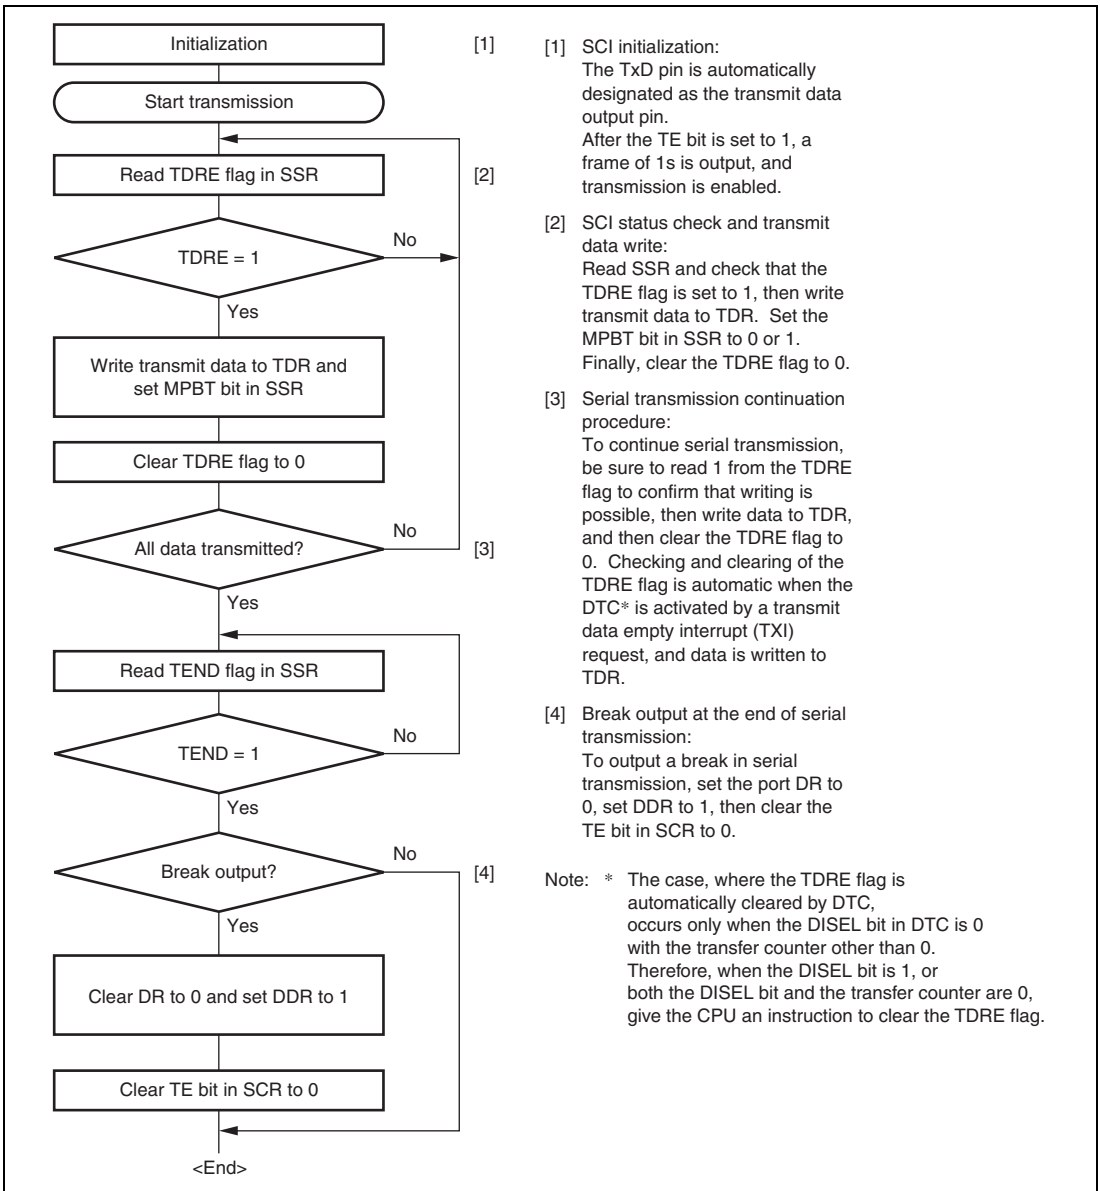 Initialization
[1]
Start transmission
Read TDRE flag in SSR
[2]
TDRE = 1
No
Yes
Write transmit data to TDR and
set MPBT bit in SSR
Clear TDRE flag to 0
All data transmitted?
No
[3]
Yes
Read TEND flag in SSR
TEND = 1
No
Yes
Break output?
No
[4]
Yes
Clear DR to 0 and set DDR to 1
Clear TE bit in SCR to 0
<End>
[1] SCI initialization:
The TxD pin is automatically
designated as the transmit data
output pin.
After the TE bit is set to 1, a
frame of 1s is output, and
transmission is enabled.
[2] SCI status check and transmit
data write:
Read SSR and check that the
TDRE flag is set to 1, then write
transmit data to TDR. Set the
MPBT bit in SSR to 0 or 1.
Finally, clear the TDRE flag to 0.
[3] Serial transmission continuation
procedure:
To continue serial transmission,
be sure to read 1 from the TDRE
flag to confirm that writing is
possible, then write data to TDR,
and then clear the TDRE flag to
0. Checking and clearing of the
TDRE flag is automatic when the
DTC* is activated by a transmit
data empty interrupt (TXI)
request, and data is written to
TDR.
[4] Break output at the end of serial
transmission:
To output a break in serial
transmission, set the port DR to
0, set DDR to 1, then clear the
TE bit in SCR to 0.
Note: * The case, where the TDRE flag is
automatically cleared by DTC,
occurs only when the DISEL bit in DTC is 0
with the transfer counter other than 0.
Therefore, when the DISEL bit is 1, or
both the DISEL bit and the transfer counter are 0,
give the CPU an instruction to clear the TDRE flag.